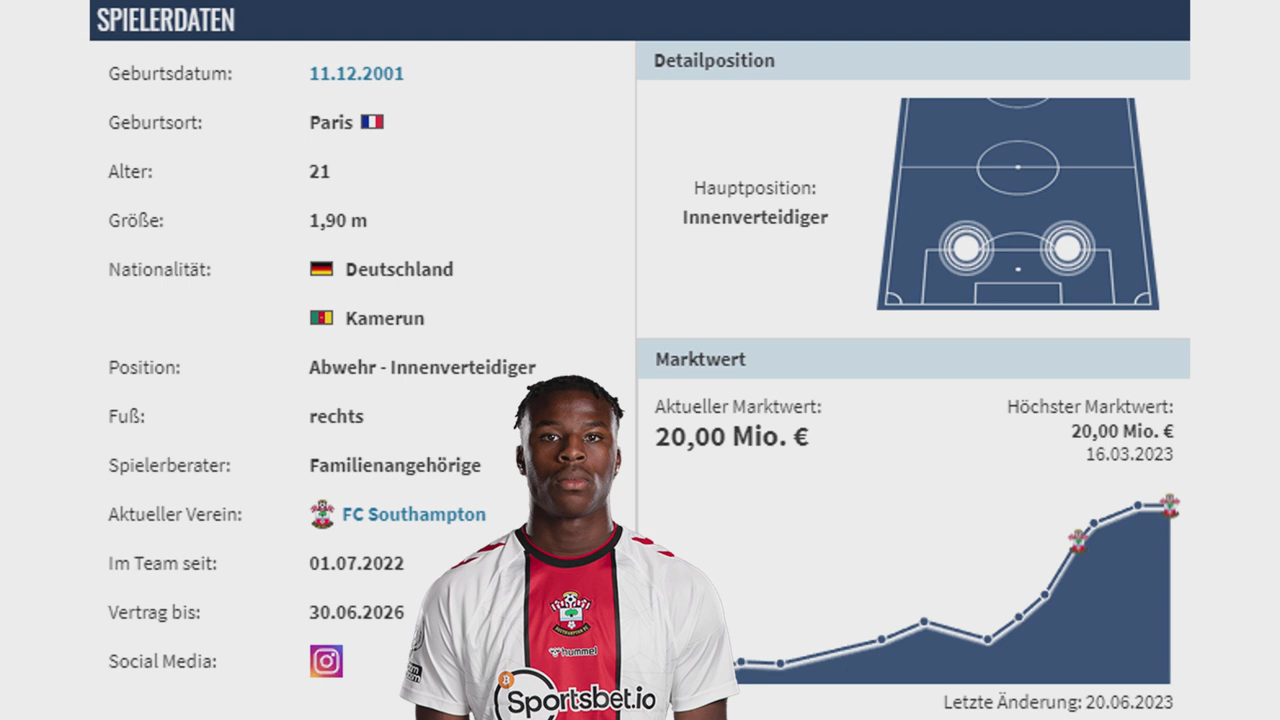 SPIELERDATEN
Geburtsdatum: 11.12.2001
Geburtsort: Paris
Alter: 21
Größe: 1,90 m
Nationalität: Deutschland
Kamerun
Position: Abwehr - Innenverteidiger
Fuß: rechts
Spielerberater: Familienangehörige
Aktueller Verein: FC Southampton
Im Team seit: 01.07.2022
Vertrag bis: 30.06.2026
Social Media:
Detailposition
Hauptposition:
Innenverteidiger
Marktwert
Aktueller Marktwert:
20,00 Mio. €
Höchster Marktwert:
20,00 Mio. €
16.03.2023
Letzte Änderung: 20.06.2023
hummel
Sportsbet.io